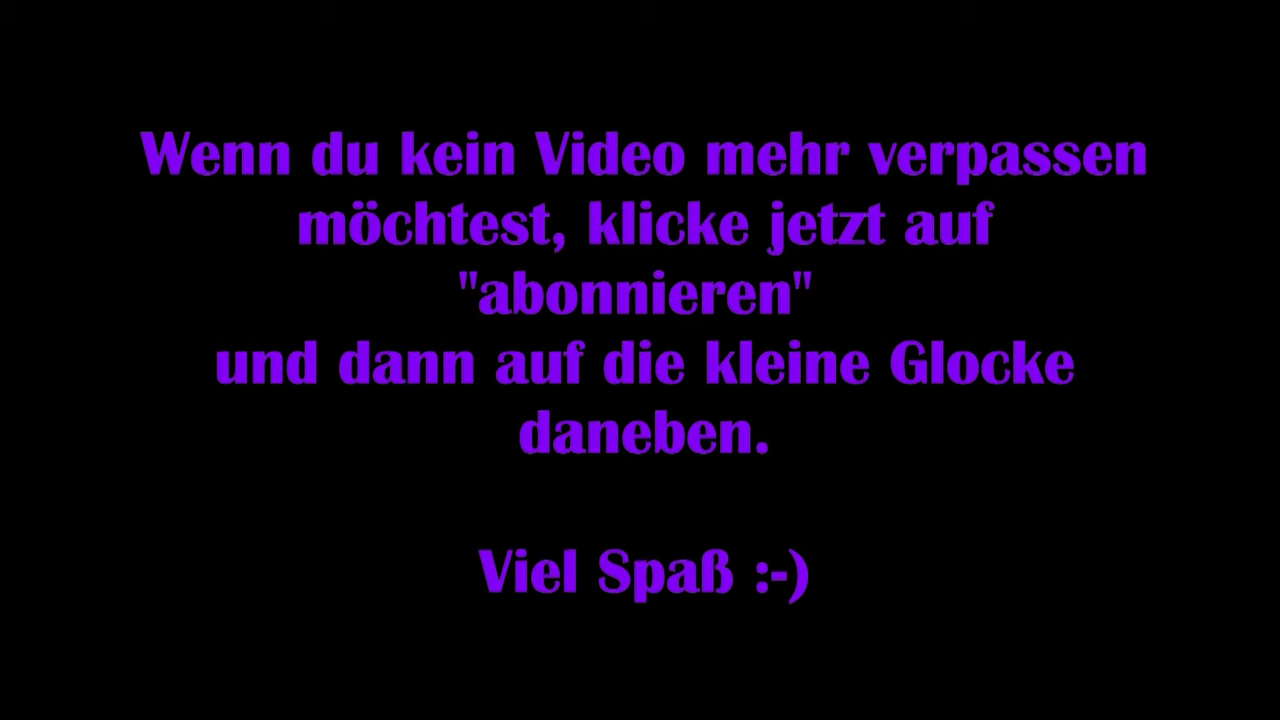 Wenn du kein Video mehr verpassen
möchtest, klicke jetzt auf
"abonnieren"
und dann auf die kleine Glocke
daneben.
Viel Spaß :-)